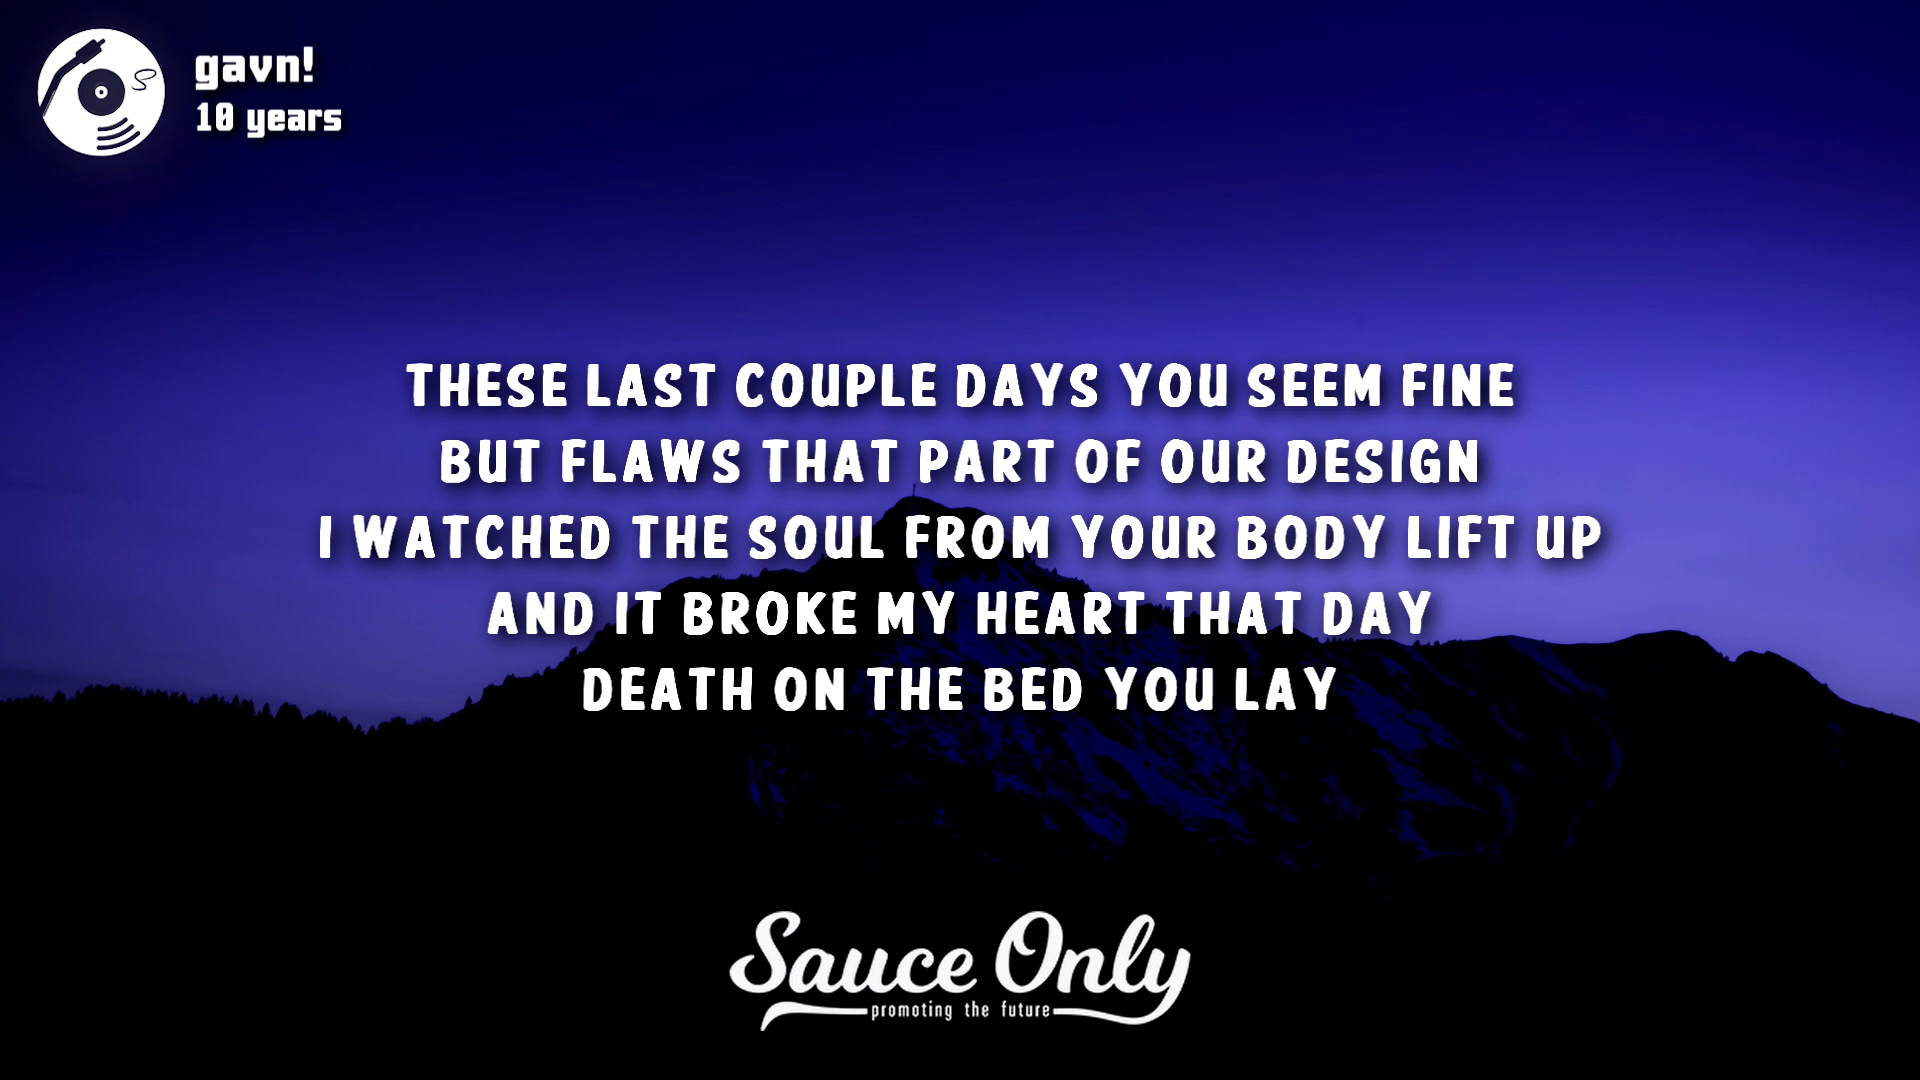 gavn!
10 years
THESE LAST COUPLE DAYS YOU SEEM FINE
BUT FLAWS THAT PART OF OUR DESIGN
I WATCHED THE SOUL FROM YOUR BODY LIFT UP
AND IT BROKE MY HEART THAT DAY
DEATH ON THE BED YOU LAY
Sauce Only
promoting the future